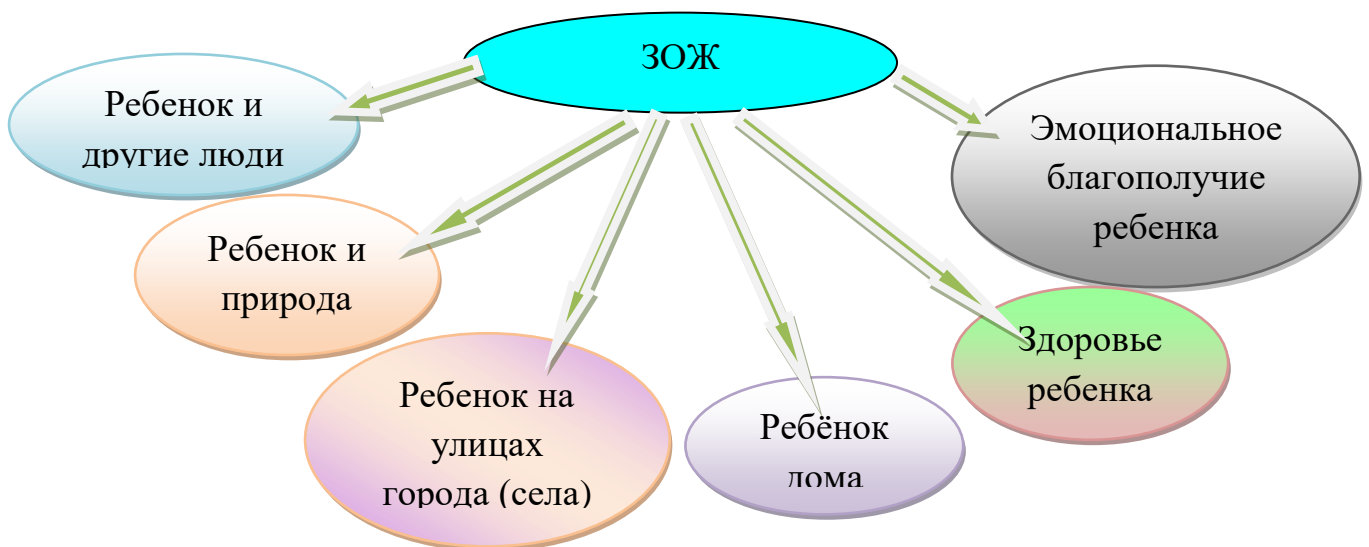 ЗОЖ
Ребенок и
другие люди
Ребенок и
природа
Ребенок на
улицах
города (села)
Ребёнок
дома
Здоровье
ребенка
Эмоциональное
благополучие
ребенка